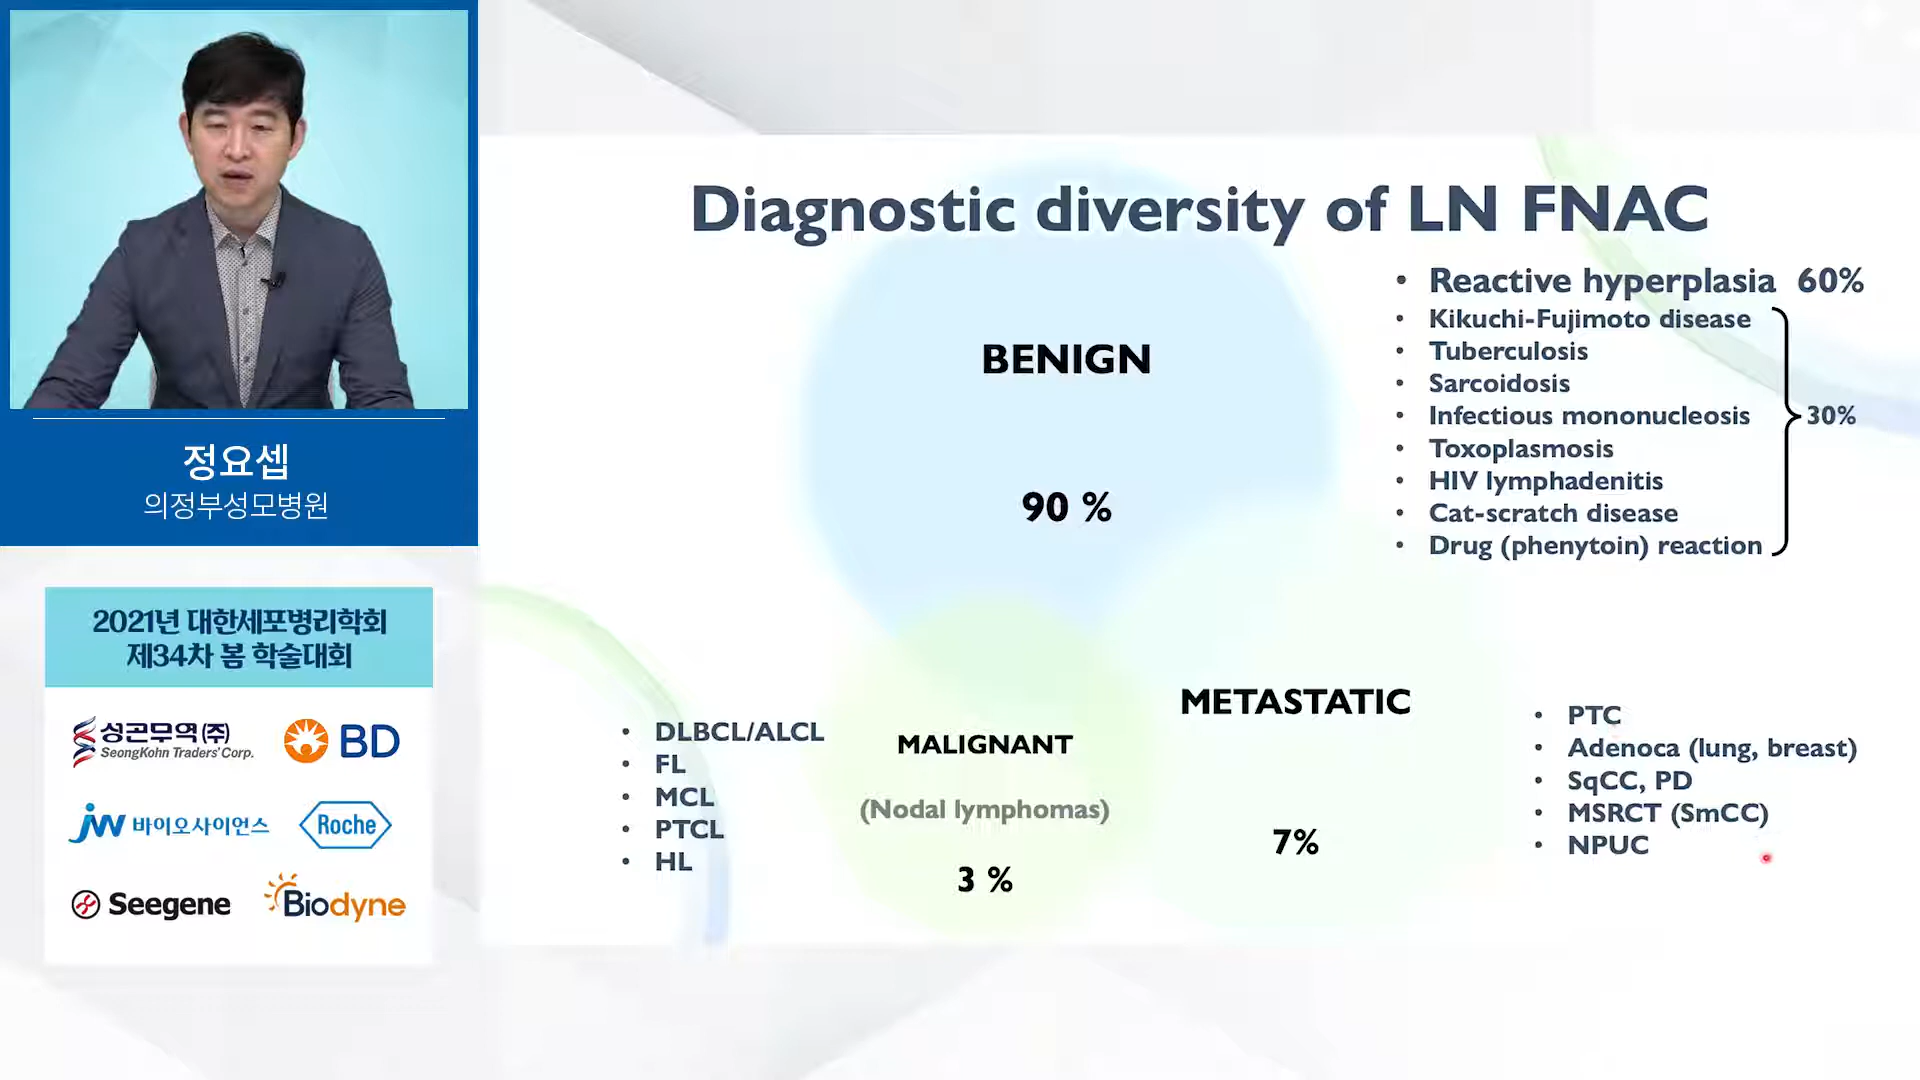 정요셉
의정부성모병원
2021년 대한세포병리학회
제34차 봄 학술대회
성곤무역(주)
SeongKohn Traders' Corp.
BD
jw 바이오사이언스
Roche
Seegene
Biodyne
Diagnostic diversity of LN FNAC
BENIGN
90 %
• Reactive hyperplasia 60%
• Kikuchi-Fujimoto disease
• Tuberculosis
• Sarcoidosis
• Infectious mononucleosis
• Toxoplasmosis
• HIV lymphadenitis
• Cat-scratch disease
• Drug (phenytoin) reaction
30%
• DLBCL/ALCL
• FL
• MCL
• PTCL
• HL
MALIGNANT
(Nodal lymphomas)
3 %
METASTATIC
7%
• PTC
• Adenoca (lung, breast)
• SqCC, PD
• MSRCT (SmCC)
• NPUC